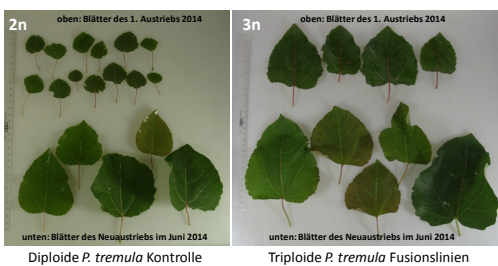 2n
oben: Blätter des 1. Austriebs 2014
unten: Blätter des Neuaustriebs im Juni 2014
Diploide P. tremula Kontrolle
3n
oben: Blätter des 1. Austriebs 2014
unten: Blätter des Neuaustriebs im Juni 2014
Triploide P. tremula Fusionslinien